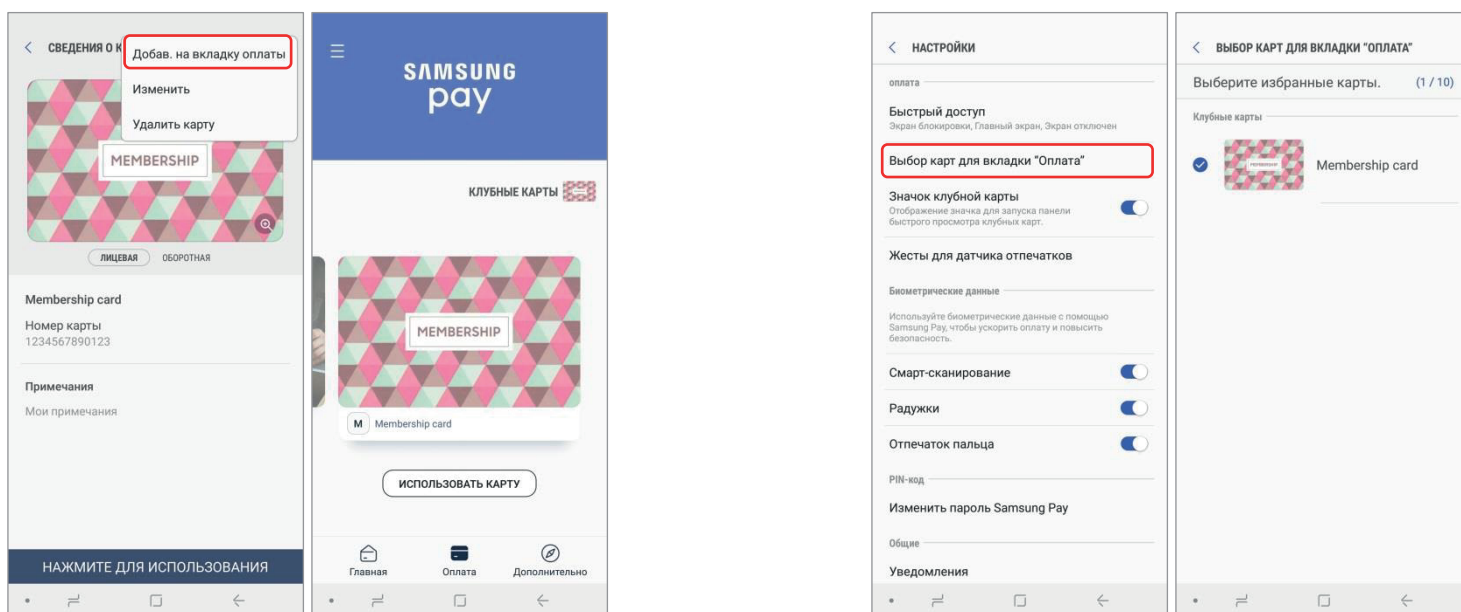 СВЕДЕНИЯ О К
Добав. на вкладку оплаты
Изменить
Удалить карту
MEMBERSHIP
ЛИЦЕВАЯ ОБОРОТНАЯ
Membership card
Номер карты
1234567890123
Примечания
Мои примечания
НАЖМИТЕ ДЛЯ ИСПОЛЬЗОВАНИЯ
SAMSUNG
pay
КЛУБНЫЕ КАРТЫ
MEMBERSHIP
M Membership card
ИСПОЛЬЗОВАТЬ КАРТУ
Главная Оплата Дополнительно
НАСТРОЙКИ
оплата
Быстрый доступ
Экран блокировки, Главный экран, Экран отключен
Выбор карт для вкладки "Оплата"
Значок клубной карты
Отображение значка для запуска панели
быстрого просмотра клубных карт.
Жесты для датчика отпечатков
Биометрические данные
Используйте биометрические данные с помощью
Samsung Pay, чтобы ускорить оплату и повысить
безопасность.
Смарт-сканирование
Радужки
Отпечаток пальца
PIN-код
Изменить пароль Samsung Pay
Общие
Уведомления
ВЫБОР КАРТ ДЛЯ ВКЛАДКИ "ОПЛАТА"
Выберите избранные карты. (1 / 10)
Клубные карты
MEMBERSHIP
Membership card